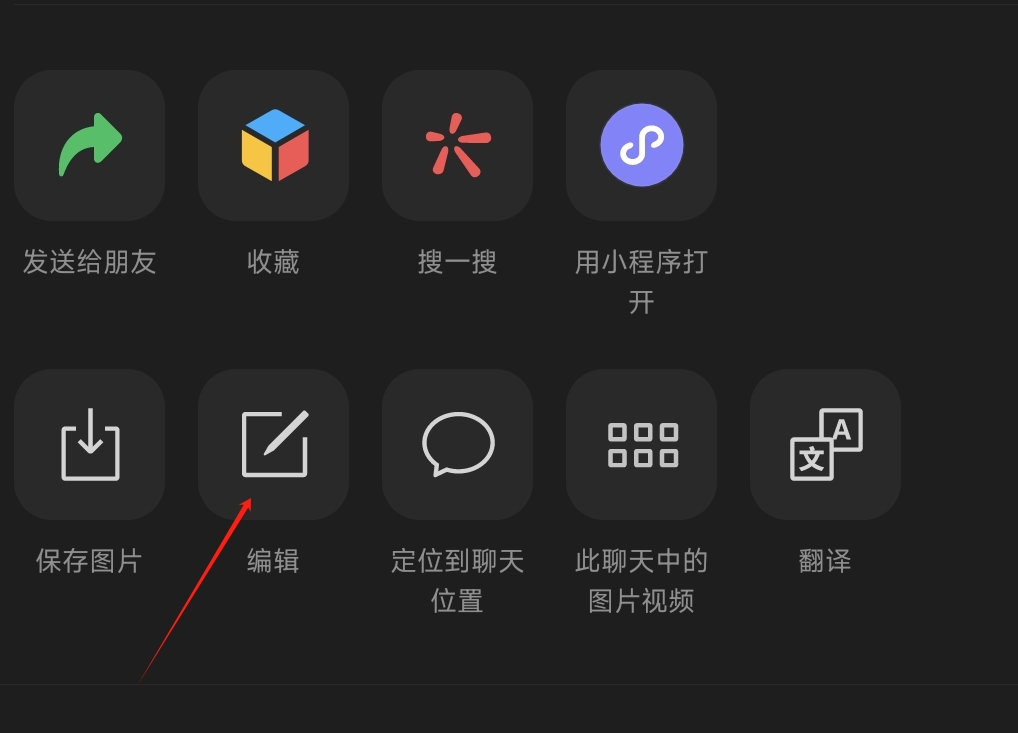 发送给朋友
收藏
搜一搜
用小程序打
开
A
文
保存图片
编辑
定位到聊天
位置
此聊天中的
图片视频
翻译